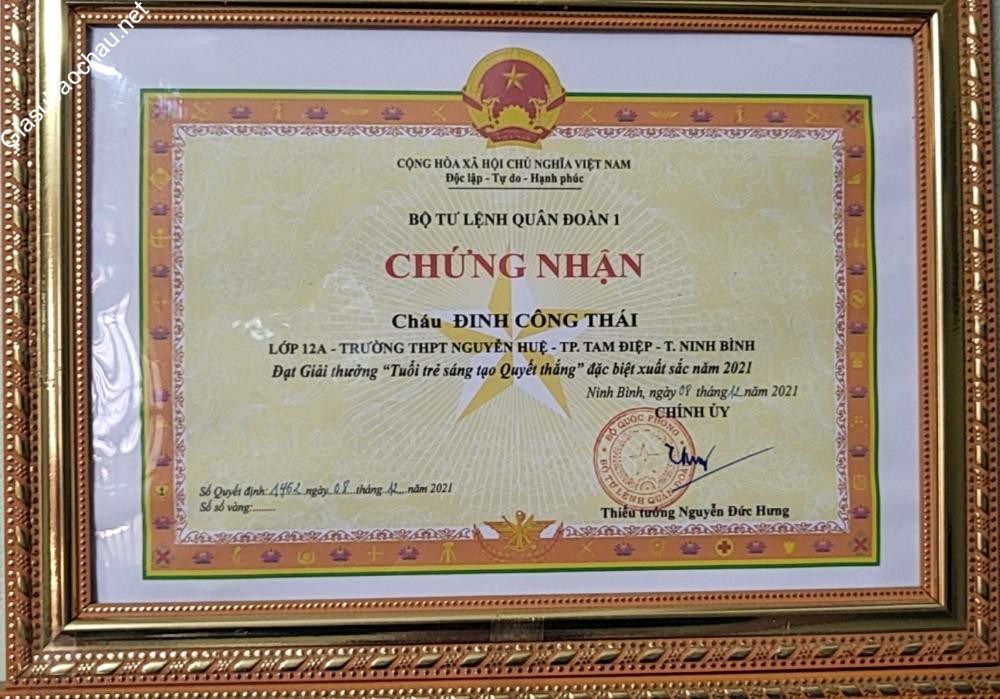 Giasubaochau.net
CỘNG HÒA XÃ HỘI CHỦ NGHĨA VIỆT NAM
Độc lập - Tự do - Hạnh phúc
BỘ TƯ LỆNH QUÂN ĐOÀN 1
CHỨNG NHẬN
Cháu ĐINH CÔNG THÁI
LỚP 12A - TRƯỜNG THPT NGUYỄN HUỆ - TP. TAM ĐIỆP - T. NINH BÌNH
Đạt Giải thưởng “Tuổi trẻ sáng tạo Quyết thắng” đặc biệt xuất sắc năm 2021
Ninh Bình, ngày 08 tháng 12 năm 2021
CHÍNH ỦY
BỘ QUỐC PHÒNG
BỘ TƯ LỆNH QUÂN ĐOÀN
Số Quyết định: 1462 ngày 08 tháng 12 năm 2021
Số sổ vàng:.........
Thiếu tướng Nguyễn Đức Hưng